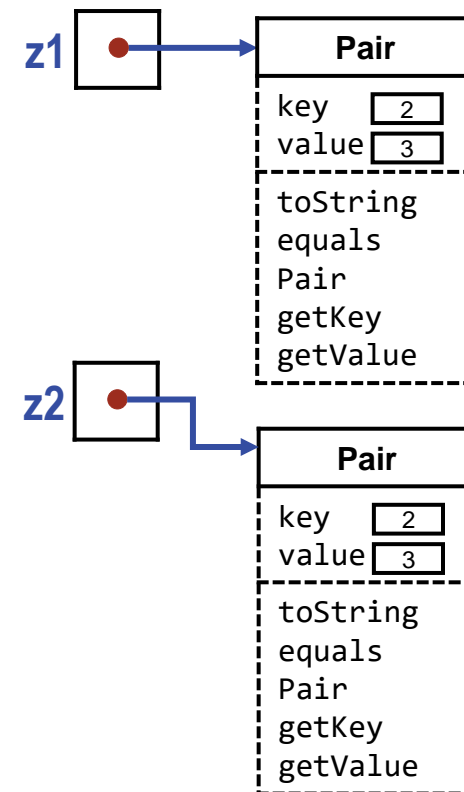 z1
Pair
key 2
value 3
toString
equals
Pair
getKey
getValue
z2
Pair
key 2
value 3
toString
equals
Pair
getKey
getValue